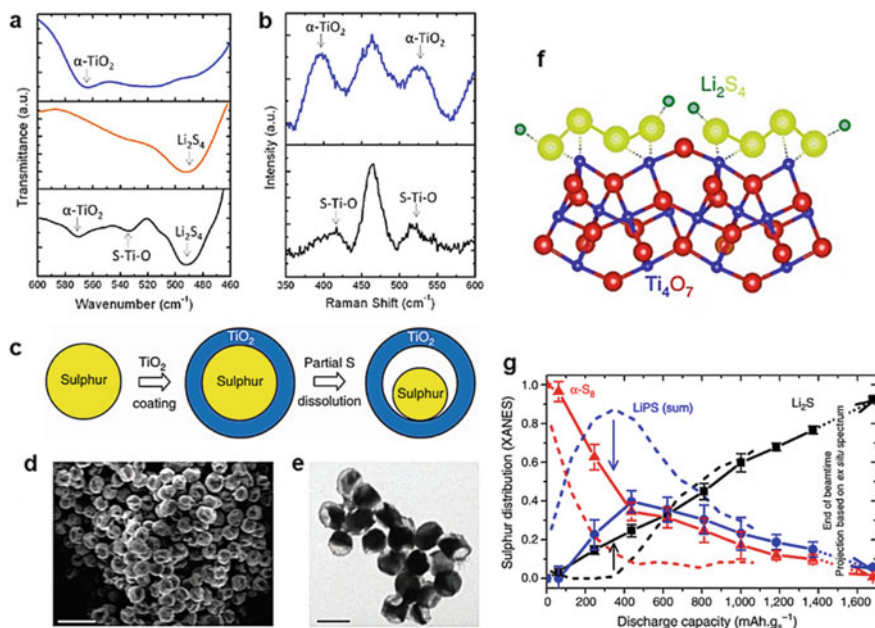 a
α-TiO₂
Li₂S₄
α-TiO₂
S-Ti-O
Li₂S₄
Transmittance (a.u.)
600 580 560 540 520 500 480 460
Wavenumber (cm⁻¹)
b
α-TiO₂
α-TiO₂
S-Ti-O
S-Ti-O
Intensity (a.u.)
350 400 450 500 550 600
Raman Shift (cm⁻¹)
c
Sulphur
TiO₂
coating
TiO₂
Sulphur
Partial S
dissolution
TiO₂
Sulphur
d
e
f
Li₂S₄
Ti₄O₇
g
α-S₈
LiPS (sum)
Li₂S
End of beamtime
Projection based on ex situ spectrum
Sulphur distribution (XANES)
1.0
0.8
0.6
0.4
0.2
0.0
0 200 400 600 800 1,000 1,200 1,400 1,600
Discharge capacity (mAh.gₛ⁻¹)